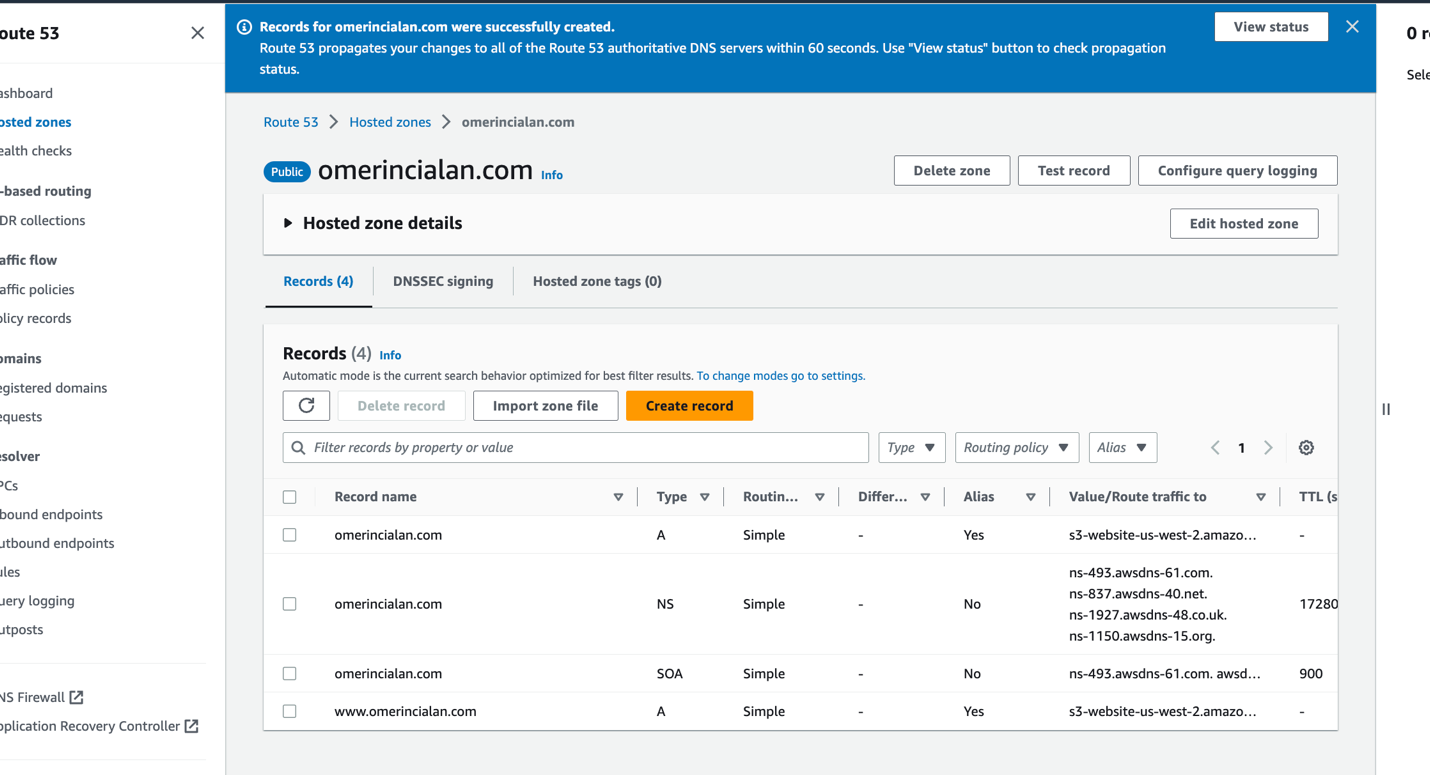 oute 53
ashboard
osted zones
ealth checks
-based routing
DR collections
affic flow
affic policies
olicy records
omains
egistered domains
equests
esolver
PCs
bound endpoints
utbound endpoints
ules
uery logging
utposts
NS Firewall
pplication Recovery Controller
Records for omerincialan.com were successfully created.
Route 53 propagates your changes to all of the Route 53 authoritative DNS servers within 60 seconds. Use "View status" button to check propagation
status.
View status
Route 53 Hosted zones omerincialan.com
Public omerincialan.com Info
Delete zone Test record Configure query logging
Hosted zone details
Edit hosted zone
Records (4) DNSSEC signing Hosted zone tags (0)
Records (4) Info
Automatic mode is the current search behavior optimized for best filter results. To change modes go to settings.
Delete record Import zone file Create record
Filter records by property or value Type Routing policy Alias 1
Record name Type Routin... Differ... Alias Value/Route traffic to TTL (s
omerincialan.com A Simple - Yes s3-website-us-west-2.amazo... -
omerincialan.com NS Simple - No
ns-493.awsdns-61.com.
ns-837.awsdns-40.net.
ns-1927.awsdns-48.co.uk.
ns-1150.awsdns-15.org.
17280
omerincialan.com SOA Simple - No ns-493.awsdns-61.com. awsd... 900
www.omerincialan.com A Simple - Yes s3-website-us-west-2.amazo... -
0 r
Sele